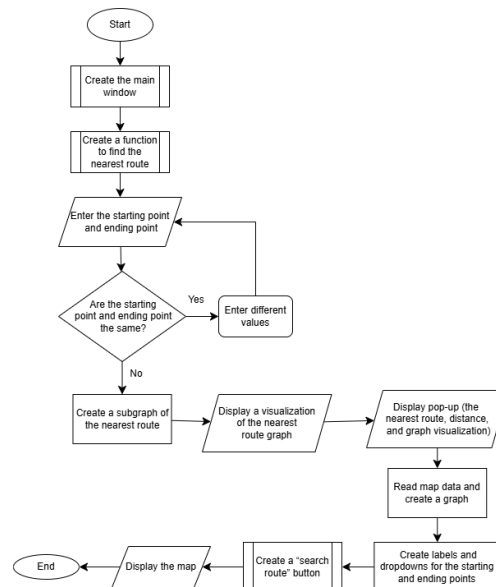 Start
Create the main
window
Create a function
to find the
nearest route
Enter the starting point
and ending point
Are the starting
point and ending point
the same?
Yes
Enter different
values
No
Create a subgraph of
the nearest route
Display a visualization
of the nearest
route graph
Display pop-up (the
nearest route, distance,
and graph visualization)
Read map data and
create a graph
Create labels and
dropdowns for the starting
and ending points
Create a “search
route” button
Display the map
End